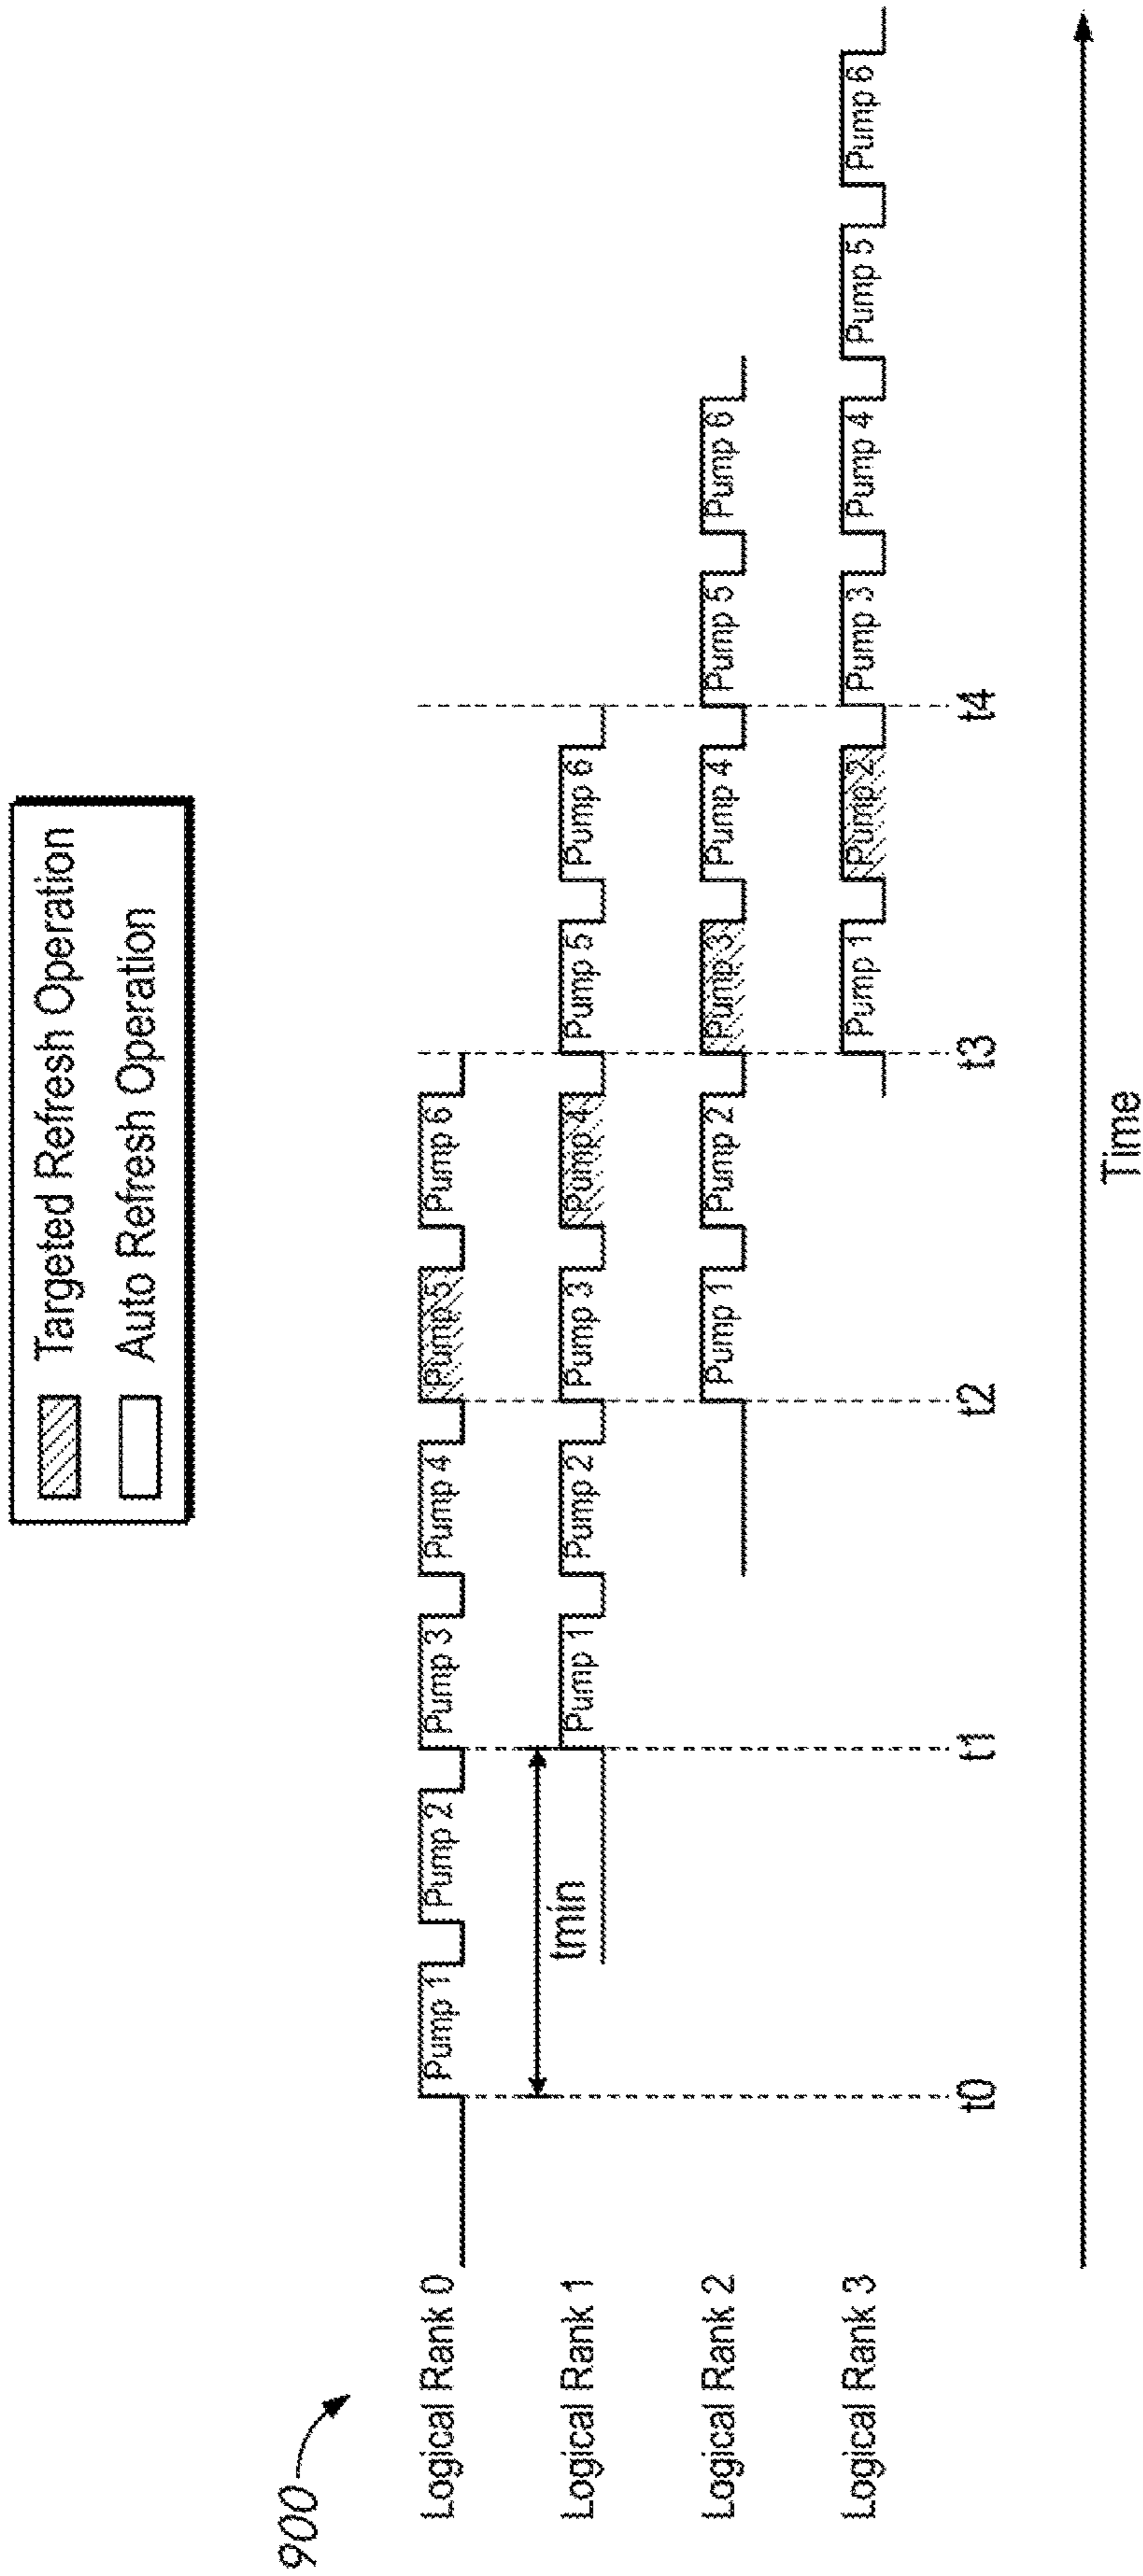 Targeted Refresh Operation
Auto Refresh Operation
900
Logical Rank 0
Pump 1
Pump 2
Pump 3
Pump 4
Pump 5
Pump 6
tmin
Logical Rank 1
Pump 1
Pump 2
Pump 3
Pump 4
Pump 5
Pump 6
Logical Rank 2
Pump 1
Pump 2
Pump 3
Pump 4
Pump 5
Pump 6
Logical Rank 3
Pump 1
Pump 2
Pump 3
Pump 4
Pump 5
Pump 6
t0
t1
t2
t3
t4
Time